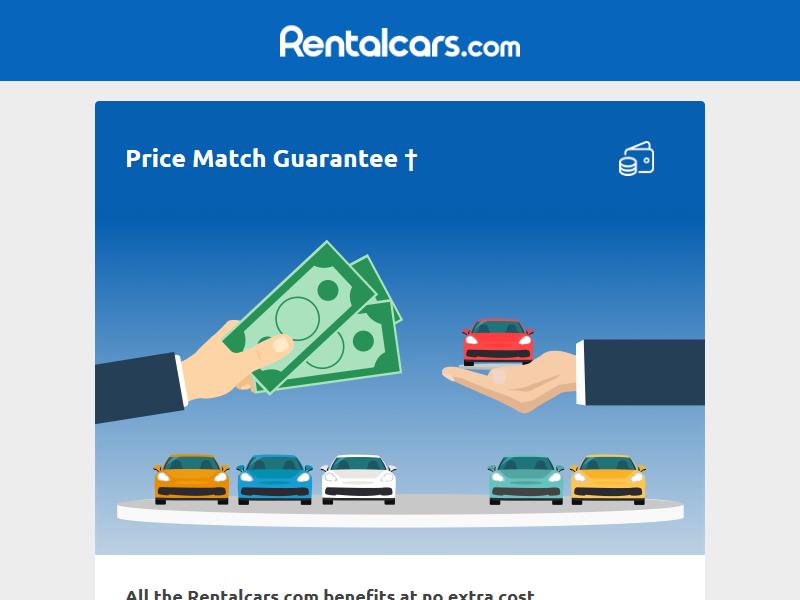 Rentalcars.com
Price Match Guarantee †
All the Rentalcars.com benefits at no extra cost